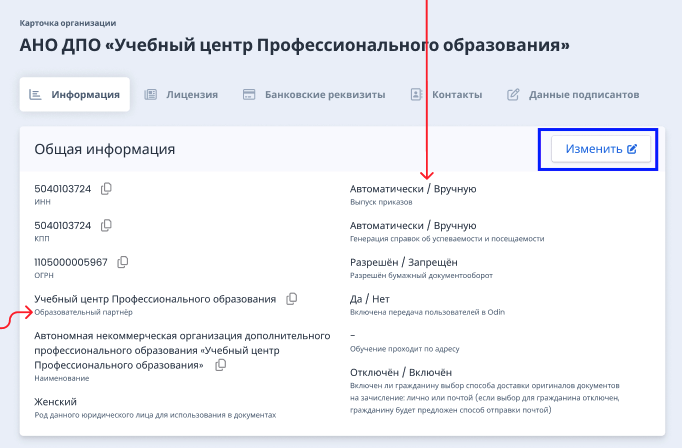 Карточка организации
АНО ДПО «Учебный центр Профессионального образования»
Информация
Лицензия
Банковские реквизиты
Контакты
Данные подписантов
Общая информация
Изменить
5040103724
ИНН
5040103724
КПП
1105000005967
ОГРН
Учебный центр Профессионального образования
Образовательный партнёр
Автономная некоммерческая организация дополнительного
профессионального образования «Учебный центр
Профессионального образования»
Наименование
Женский
Род данного юридического лица для использования в документах
Автоматически / Вручную
Выпуск приказов
Автоматически / Вручную
Генерация справок об успеваемости и посещаемости
Разрешён / Запрещён
Разрешён бумажный документооборот
Да / Нет
Включена передача пользователей в Odin
–
Обучение проходит по адресу
Отключён / Включён
Включен ли гражданину выбор способа доставки оригиналов документов
на зачисление: лично или почтой (если выбор для гражданина отключен,
гражданину будет предложен способ отправки почтой)